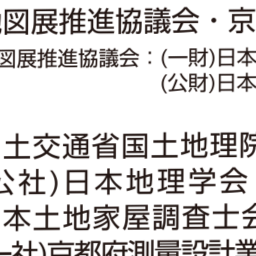 地図展推進協議会・京
図展推進協議会：(一財)日本
(公財)日本
土交通省国土地理院
公社)日本地理学会
本土地家屋調査士会
一社)京都府測量設計業